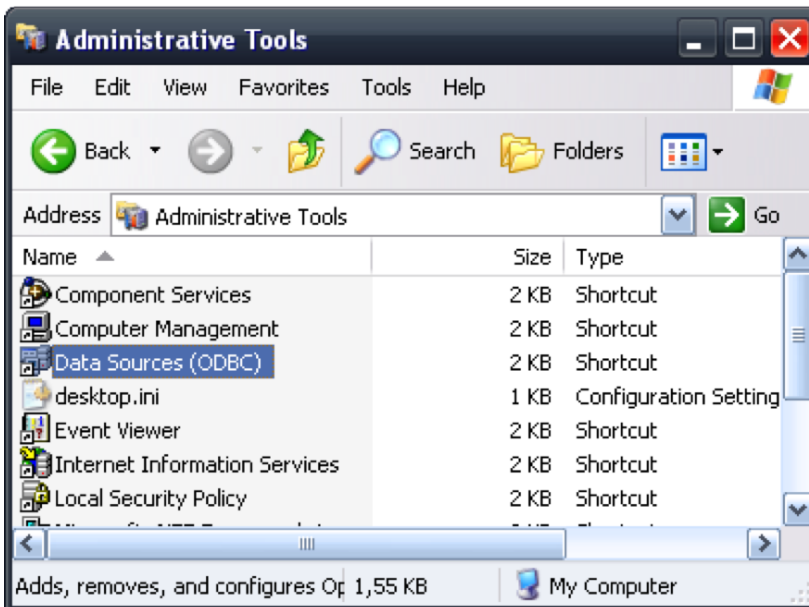 Administrative Tools
File Edit View Favorites Tools Help
Back Search Folders
Address Administrative Tools Go
Name Size Type
Component Services 2 KB Shortcut
Computer Management 2 KB Shortcut
Data Sources (ODBC) 2 KB Shortcut
desktop.ini 1 KB Configuration Setting
Event Viewer 2 KB Shortcut
Internet Information Services 2 KB Shortcut
Local Security Policy 2 KB Shortcut
Adds, removes, and configures Op 1,55 KB My Computer